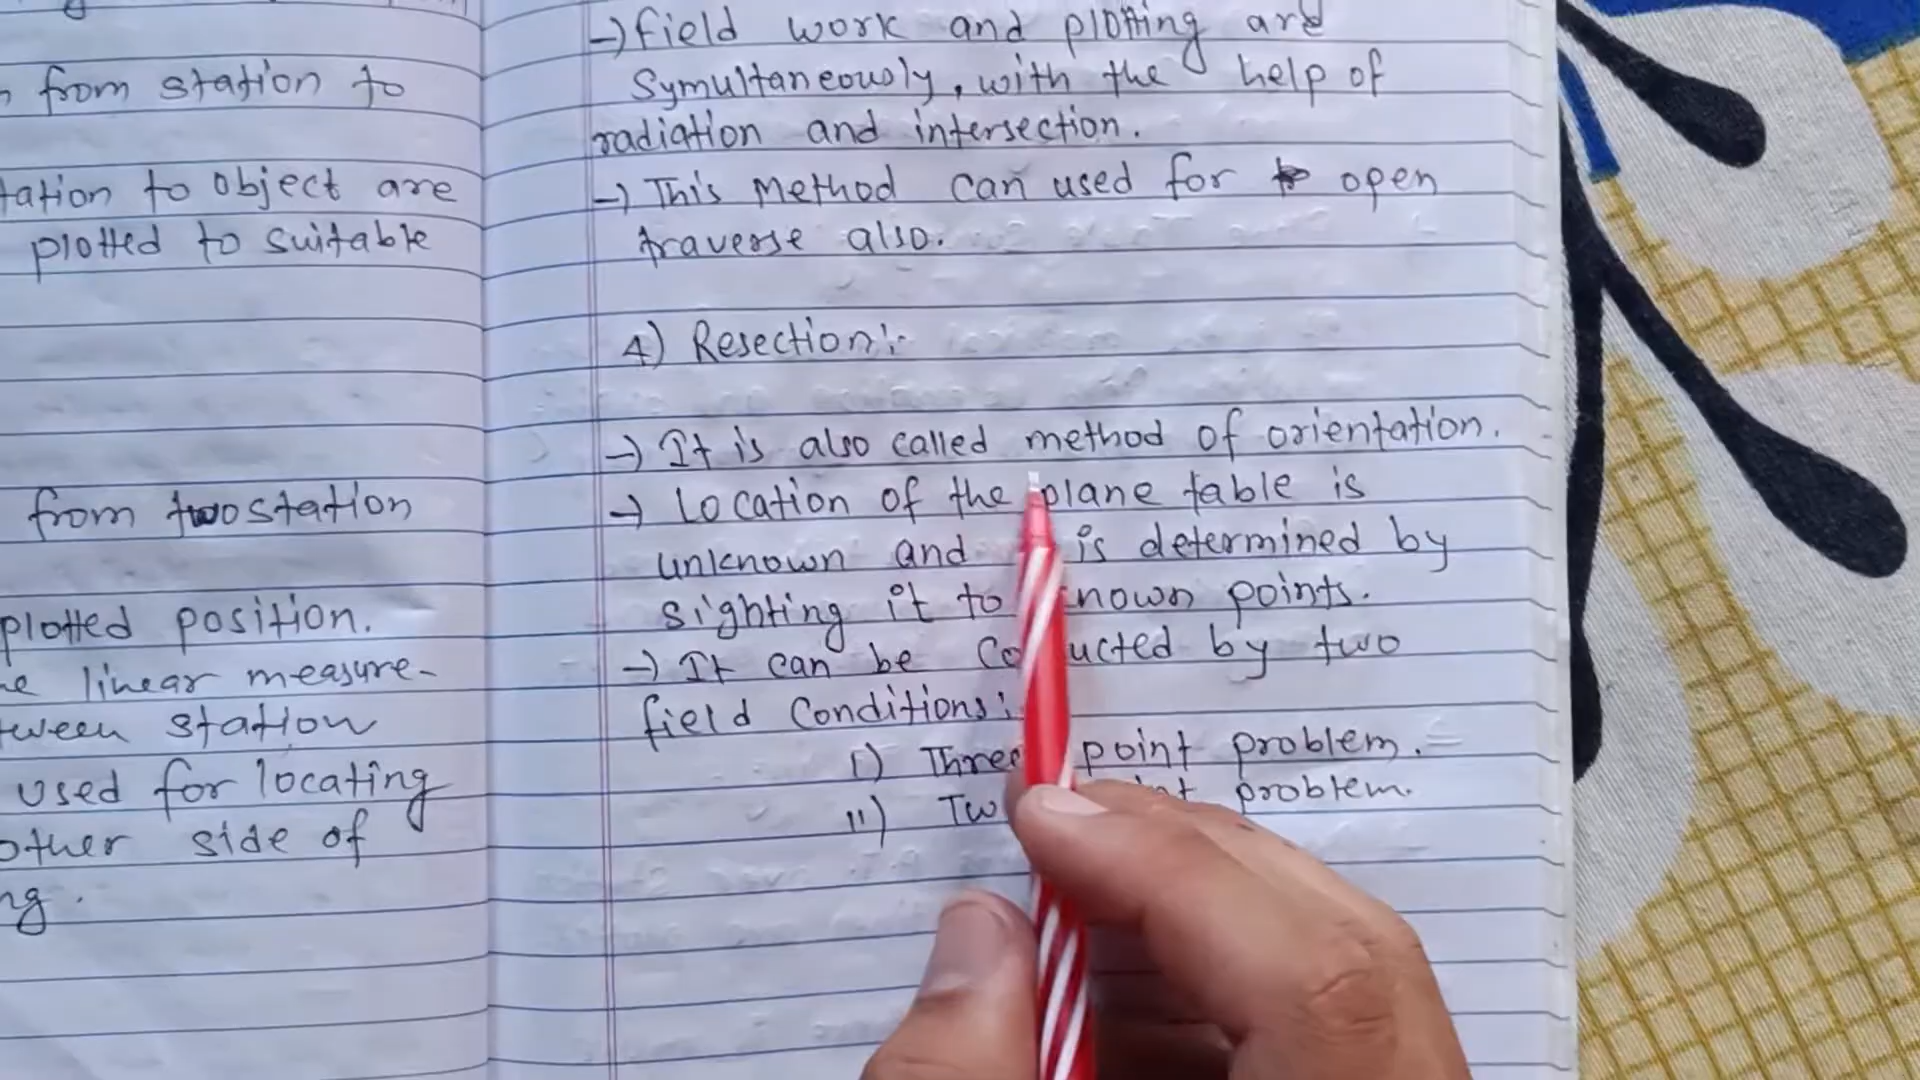 from station to
tation to object are
plotted to suitable
from two station
plotted position.
linear measure-
tween station
used for locating
other side of
ng.
→ field work and plotting are
Symultaneously, with the help of
radiation and intersection.
→ This Method can used for open
traverse also.
4) Resection:-
→ It is also called method of orientation.
→ Location of the plane table is
unknown and is determined by
sighting it to nown points.
→ It can be Co ucted by two
field Conditions:
i) Three point problem.
ii) Tw nt problem.